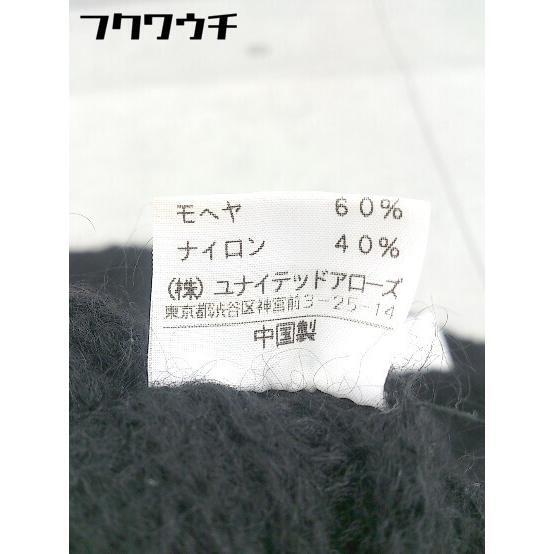 フクワウチ
モヘヤ 60%
ナイロン 40%
(株) ユナイテッドアローズ
東京都渋谷区神宮前3-25-14
中国製